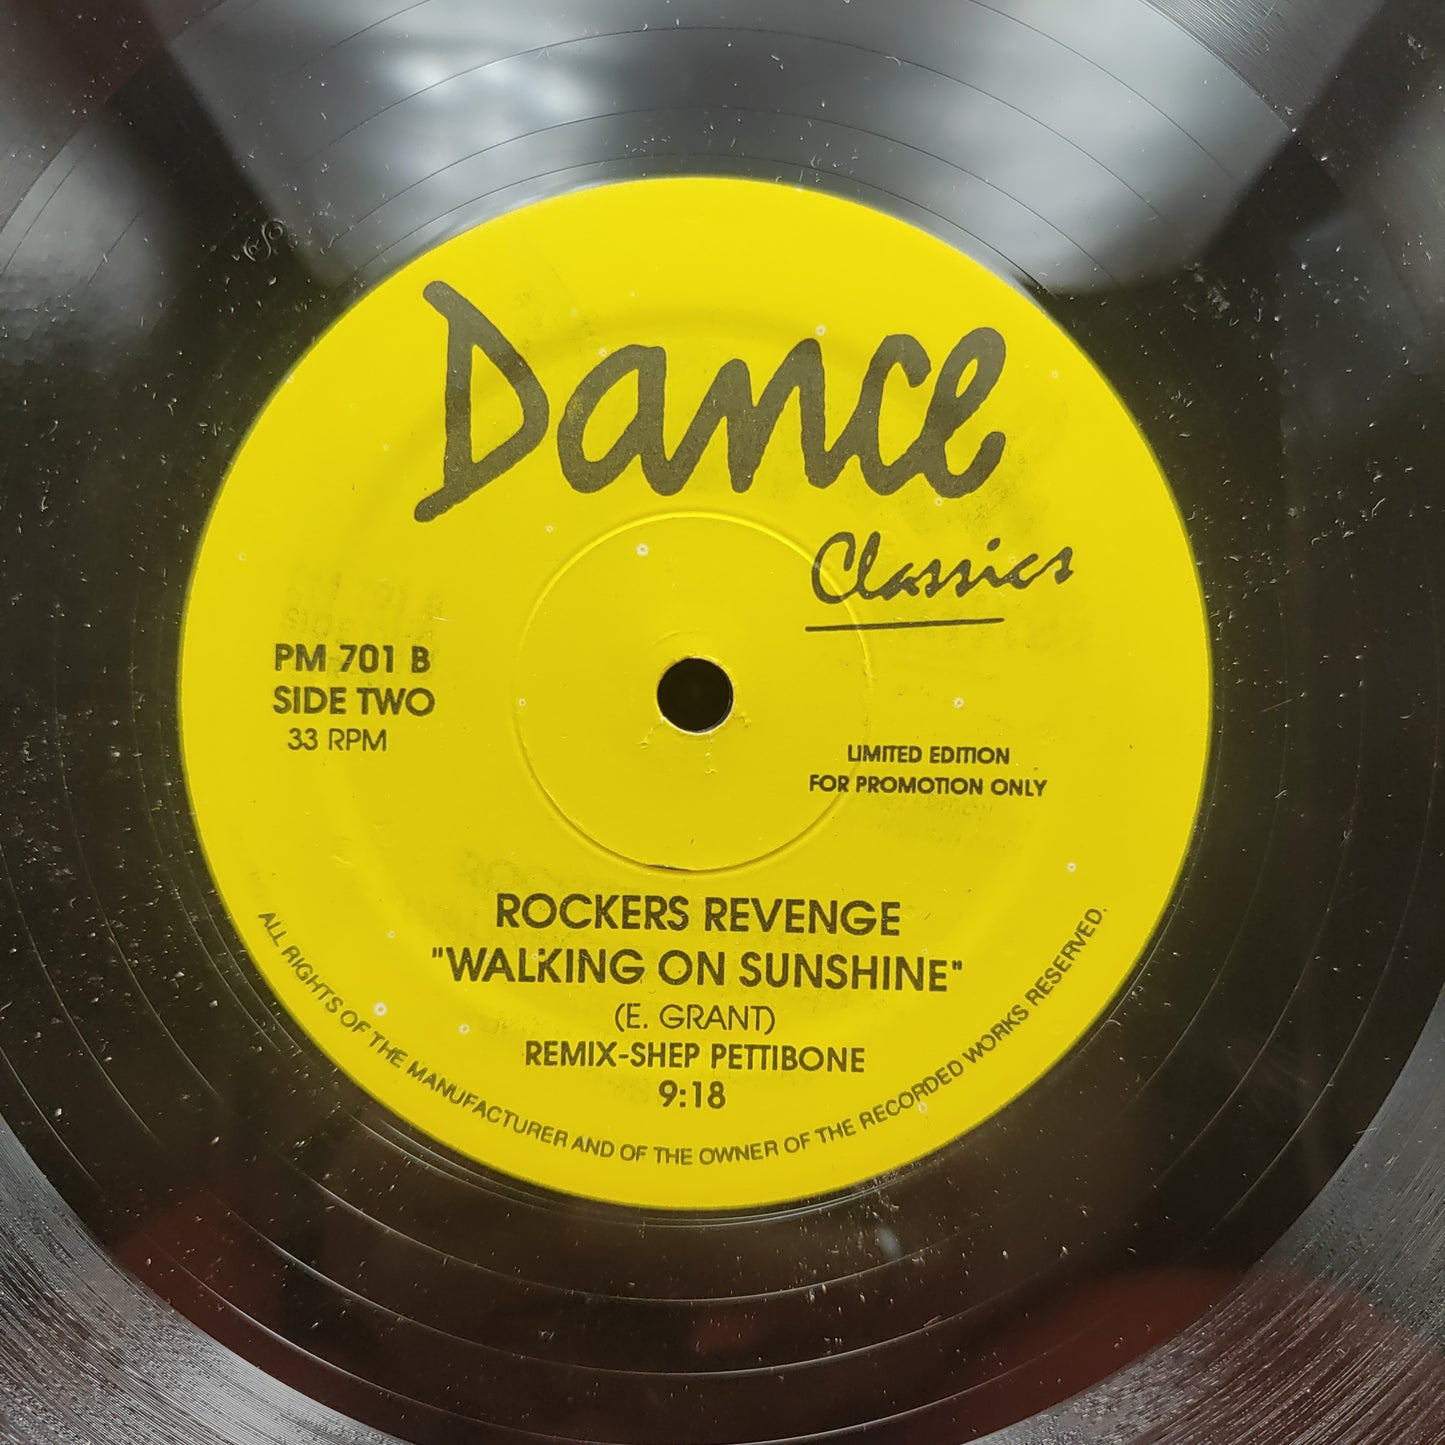 Dance
Classics
PM 701 B
SIDE TWO
33 RPM
LIMITED EDITION
FOR PROMOTION ONLY
ROCKERS REVENGE
"WALKING ON SUNSHINE"
(E. GRANT)
REMIX-SHEP PETTIBONE
9:18
ALL RIGHTS OF THE MANUFACTURER AND OF THE OWNER OF THE RECORDED WORKS RESERVED.